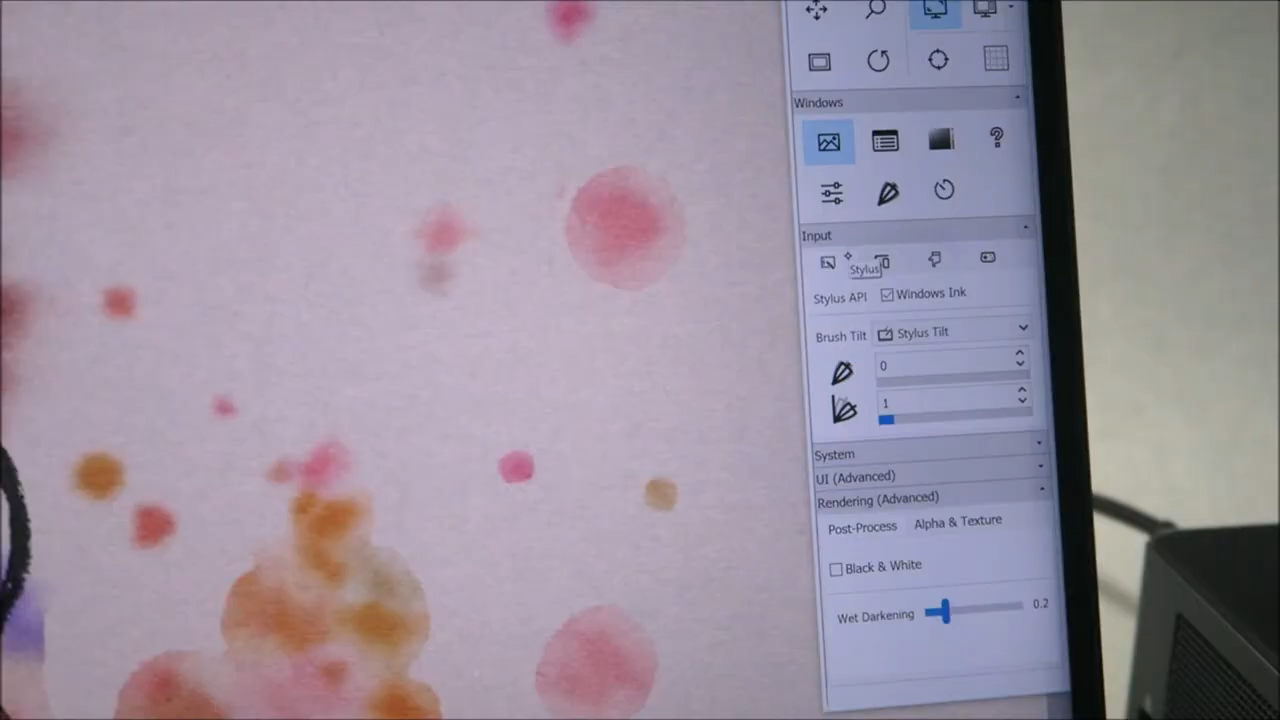 Windows
Input
Stylus
Stylus API Windows Ink
Brush Tilt Stylus Tilt
0
1
System
UI (Advanced)
Rendering (Advanced)
Post-Process Alpha & Texture
Black & White
Wet Darkening 0.2